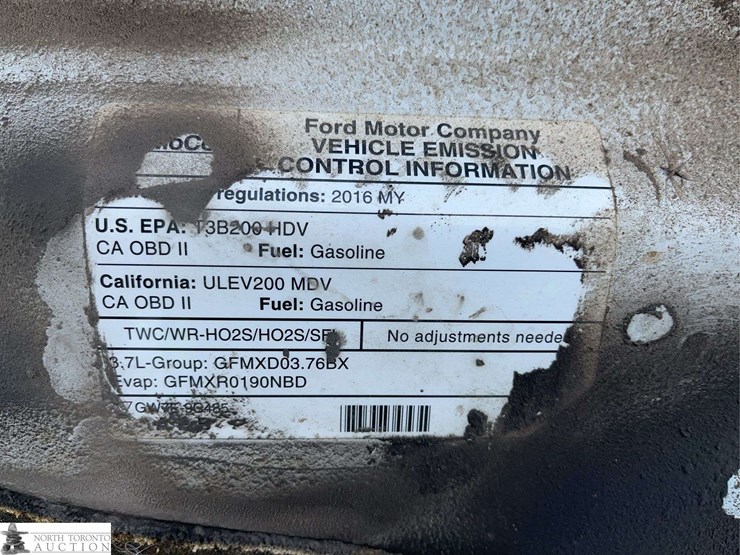 Ford Motor Company
VEHICLE EMISSION
CONTROL INFORMATION
regulations: 2016 MY
U.S. EPA: T3B200 HDV
CA OBD II Fuel: Gasoline
California: ULEV200 MDV
CA OBD II Fuel: Gasoline
TWC/WR-HO2S/HO2S/SFI No adjustments neede
3.7L-Group: GFMXD03.76BX
Evap: GFMXR0190NBD
NORTH TORONTO
AUCTION